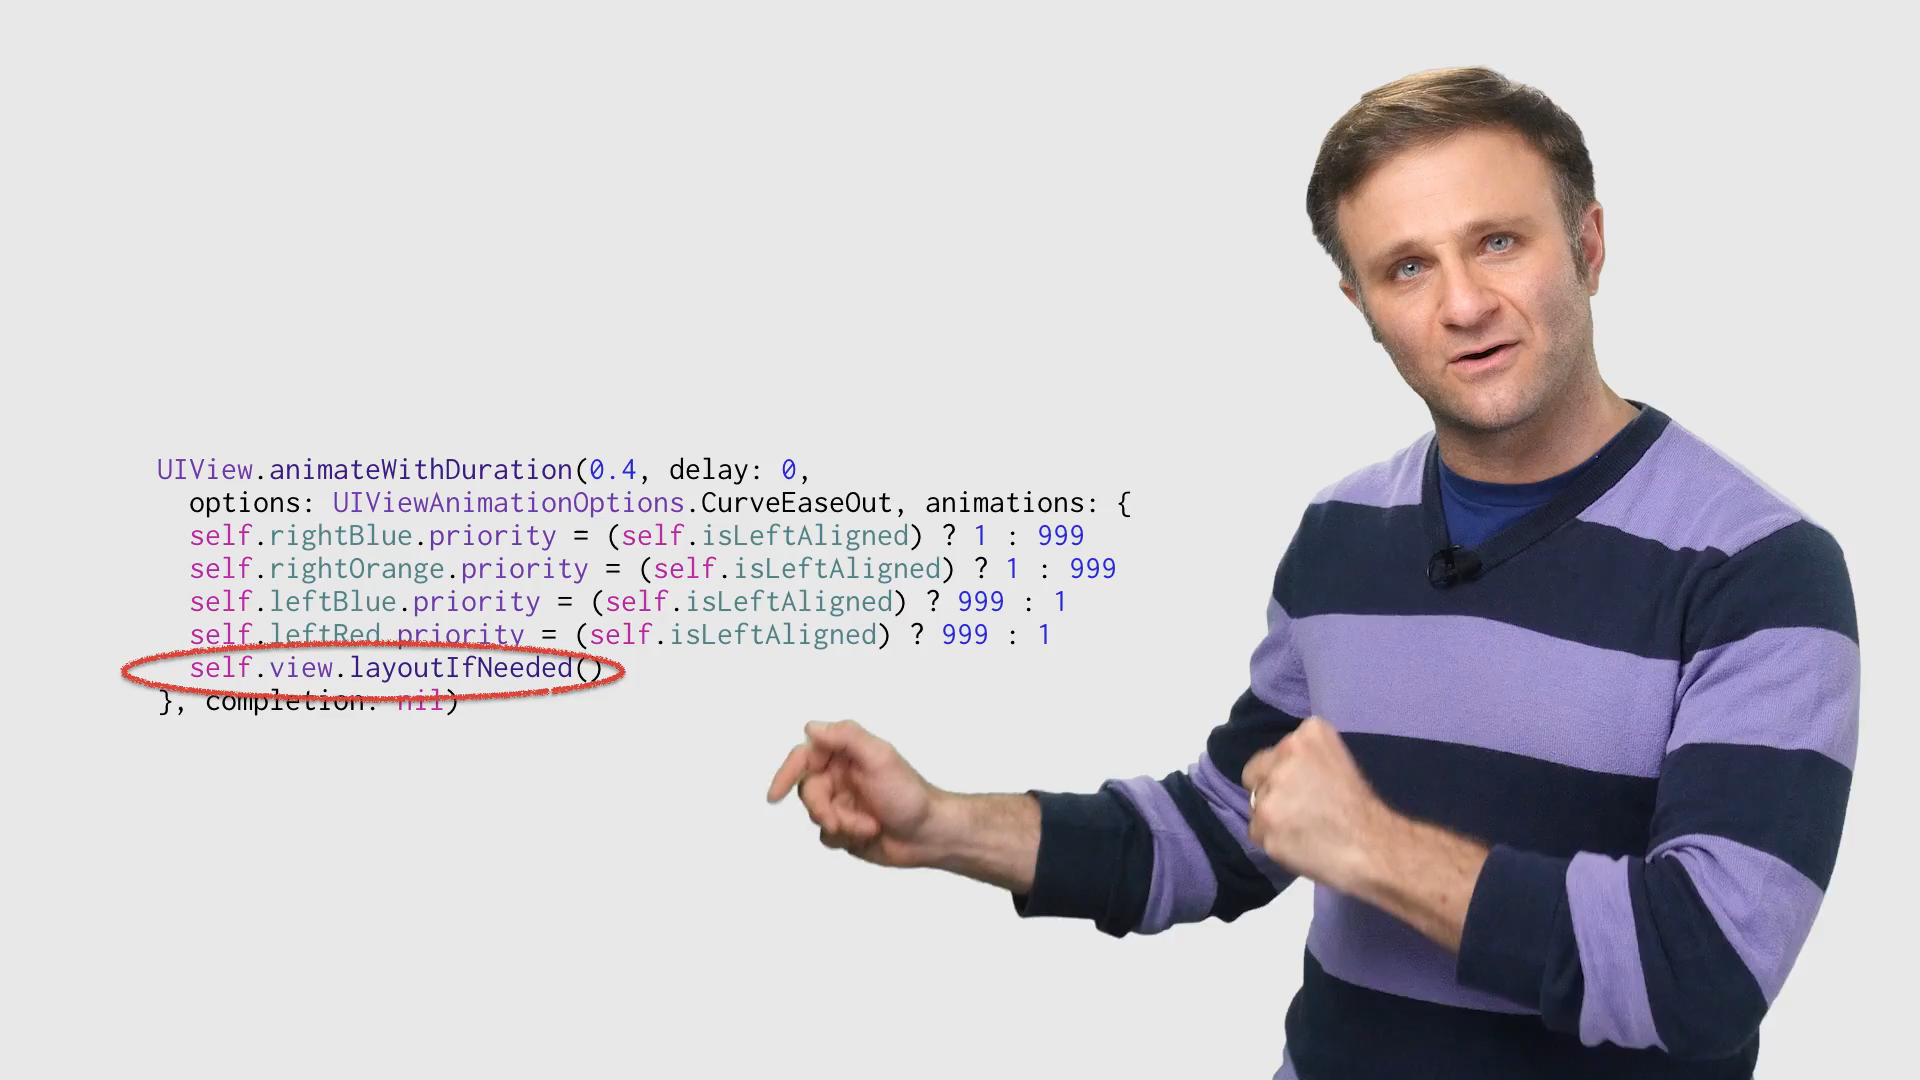 UIView.animateWithDuration(0.4, delay: 0,
options: UIViewAnimationOptions.CurveEaseOut, animations: {
self.rightBlue.priority = (self.isLeftAligned) ? 1 : 999
self.rightOrange.priority = (self.isLeftAligned) ? 1 : 999
self.leftBlue.priority = (self.isLeftAligned) ? 999 : 1
self.leftRed.priority = (self.isLeftAligned) ? 999 : 1
self.view.layoutIfNeeded()
}, completion: nil)